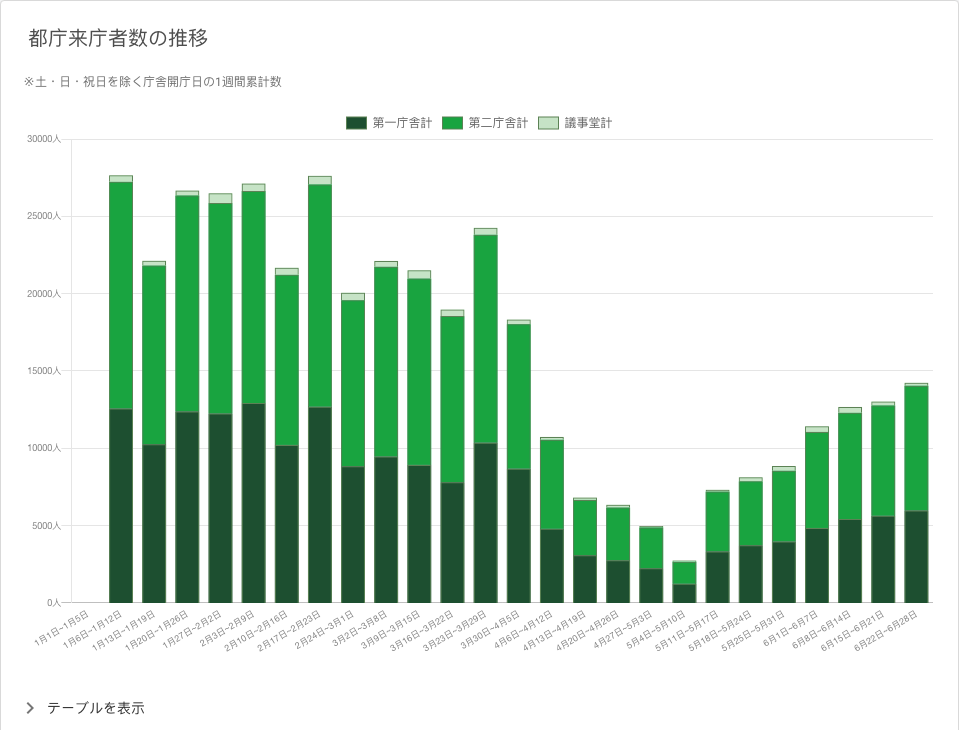 都庁来庁者数の推移
※土・日・祝日を除く庁舎開庁日の1週間累計数
第一庁舎計 第二庁舎計 議事堂計
30000人
25000人
20000人
15000人
10000人
5000人
0人
1月1日~1月5日
1月6日~1月12日
1月13日~1月19日
1月20日~1月26日
1月27日~2月2日
2月3日~2月9日
2月10日~2月16日
2月17日~2月23日
2月24日~3月1日
3月2日~3月8日
3月9日~3月15日
3月16日~3月22日
3月23日~3月29日
3月30日~4月5日
4月6日~4月12日
4月13日~4月19日
4月20日~4月26日
4月27日~5月3日
5月4日~5月10日
5月11日~5月17日
5月18日~5月24日
5月25日~5月31日
6月1日~6月7日
6月8日~6月14日
6月15日~6月21日
6月22日~6月28日
テーブルを表示